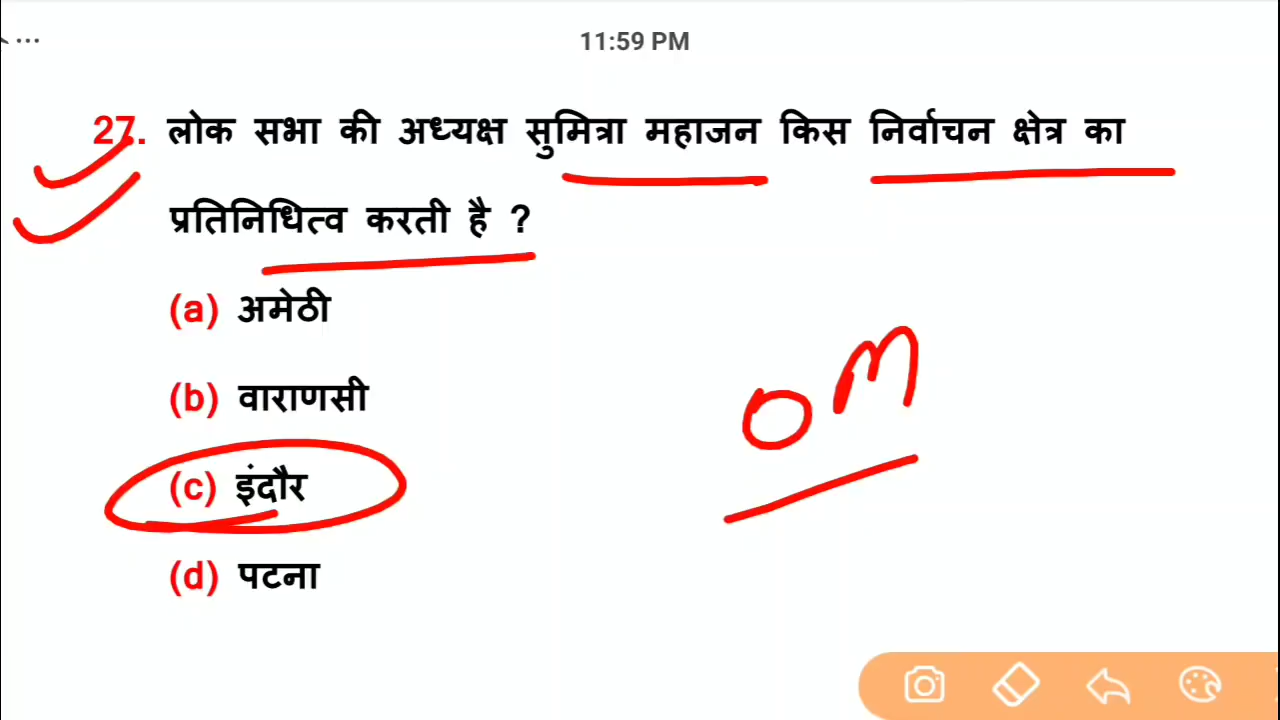 11:59 PM
27. लोक सभा की अध्यक्ष सुमित्रा महाजन किस निर्वाचन क्षेत्र का
प्रतिनिधित्व करती है ?
(a) अमेठी
(b) वाराणसी
(c) इंदौर
(d) पटना
om